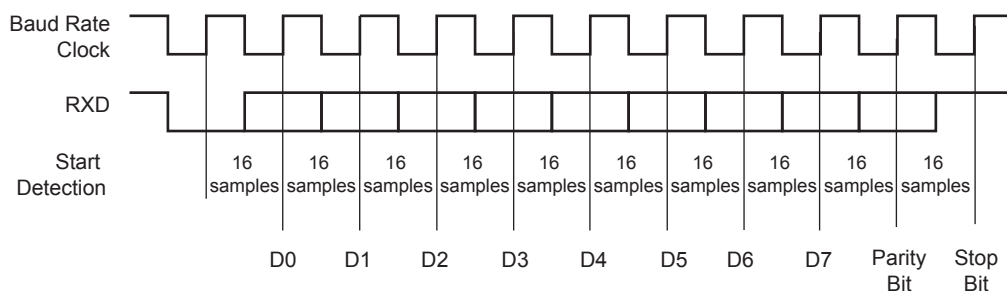 Baud Rate
Clock
RXD
Start
Detection
16 16 16 16 16 16 16 16 16 16
samples samples samples samples samples samples samples samples samples samples
D0 D1 D2 D3 D4 D5 D6 D7 Parity Stop
Bit Bit